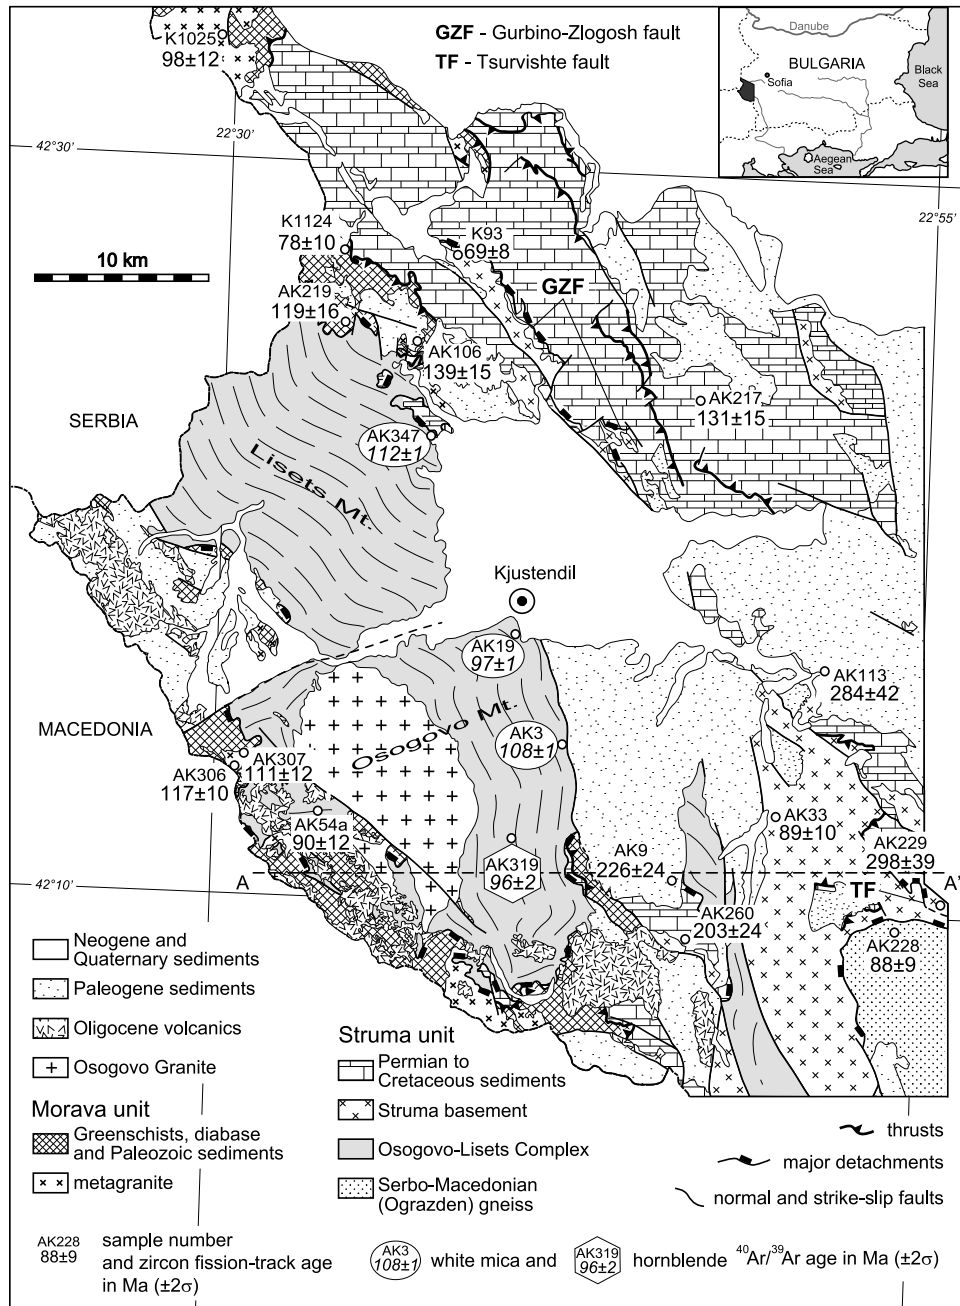 K1025
98±12
GZF - Gurbino-Zlogosh fault
TF - Tsurvishte fault
Danube
BULGARIA
Sofia
Black
Sea
Aegean
Sea
22°30'
42°30'
22°55'
K1124
78±10
K93
69±8
10 km
GZF
AK219
119±16
AK106
139±15
AK217
131±15
SERBIA
AK347
112±1
Lisets Mt.
Kjustendil
AK19
97±1
AK113
284±42
MACEDONIA
Osogovo Mt.
AK3
108±1
AK307
111±12
AK306
117±10
AK54a
90±12
AK33
89±10
AK319
96±2
AK9
226±24
AK229
298±39
42°10'
A
A'
TF
AK260
203±24
AK228
88±9
Neogene and
Quaternary sediments
Paleogene sediments
Oligocene volcanics
Osogovo Granite
Morava unit
Greenschists, diabase
and Paleozoic sediments
metagranite
Struma unit
Permian to
Cretaceous sediments
Struma basement
Osogovo-Lisets Complex
Serbo-Macedonian
(Ograzden) gneiss
thrusts
major detachments
normal and strike-slip faults
AK228
88±9
sample number
and zircon fission-track age
in Ma (±2σ)
AK3
108±1
white mica and
AK319
96±2
hornblende
⁴⁰Ar/³⁹Ar age in Ma (±2σ)